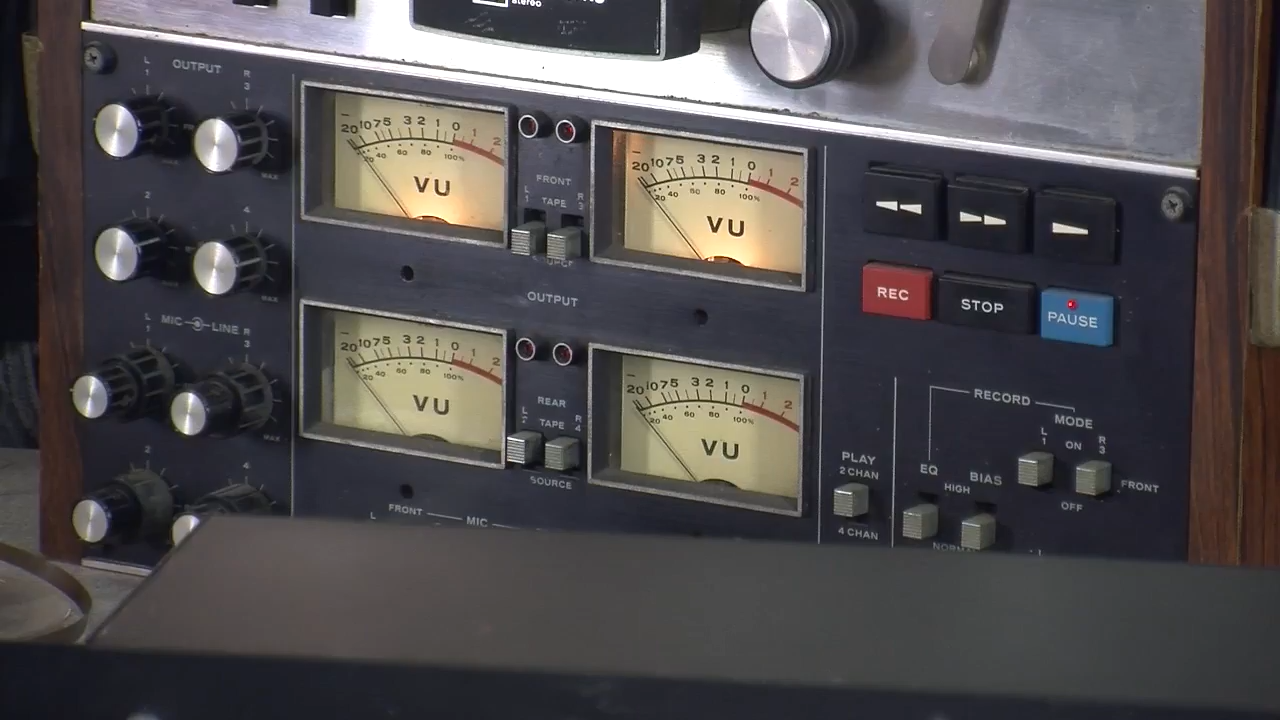 Stereo
L OUTPUT R
1 3
MAX
2 4
MAX
L MIC LINE R
1 3
MAX
2 4
- 20 10 7 5 3 2 1 0 1 2
20 40 60 80 100%
VU
FRONT
L TAPE R
1 3
- 20 10 7 5 3 2 1 0 1 2
20 40 60 80 100%
VU
OUTPUT
- 20 10 7 5 3 2 1 0 1 2
20 40 60 80 100%
VU
REAR
L TAPE R
2 4
SOURCE
- 20 10 7 5 3 2 1 0 1 2
20 40 60 80 100%
VU
FRONT MIC
L
REC
STOP
PAUSE
RECORD
MODE
L ON R
1 3
FRONT
OFF
PLAY
2 CHAN
4 CHAN
EQ BIAS
HIGH